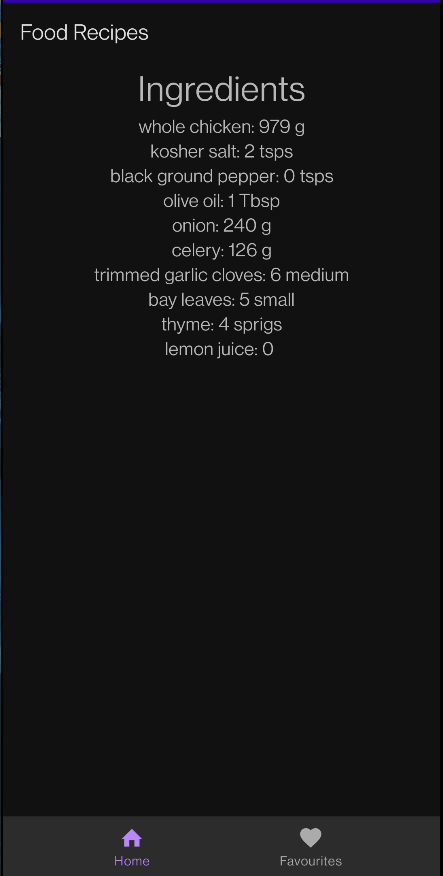 Food Recipes
Ingredients
whole chicken: 979 g
kosher salt: 2 tsps
black ground pepper: 0 tsps
olive oil: 1 Tbsp
onion: 240 g
celery: 126 g
trimmed garlic cloves: 6 medium
bay leaves: 5 small
thyme: 4 sprigs
lemon juice: 0
Home
Favourites